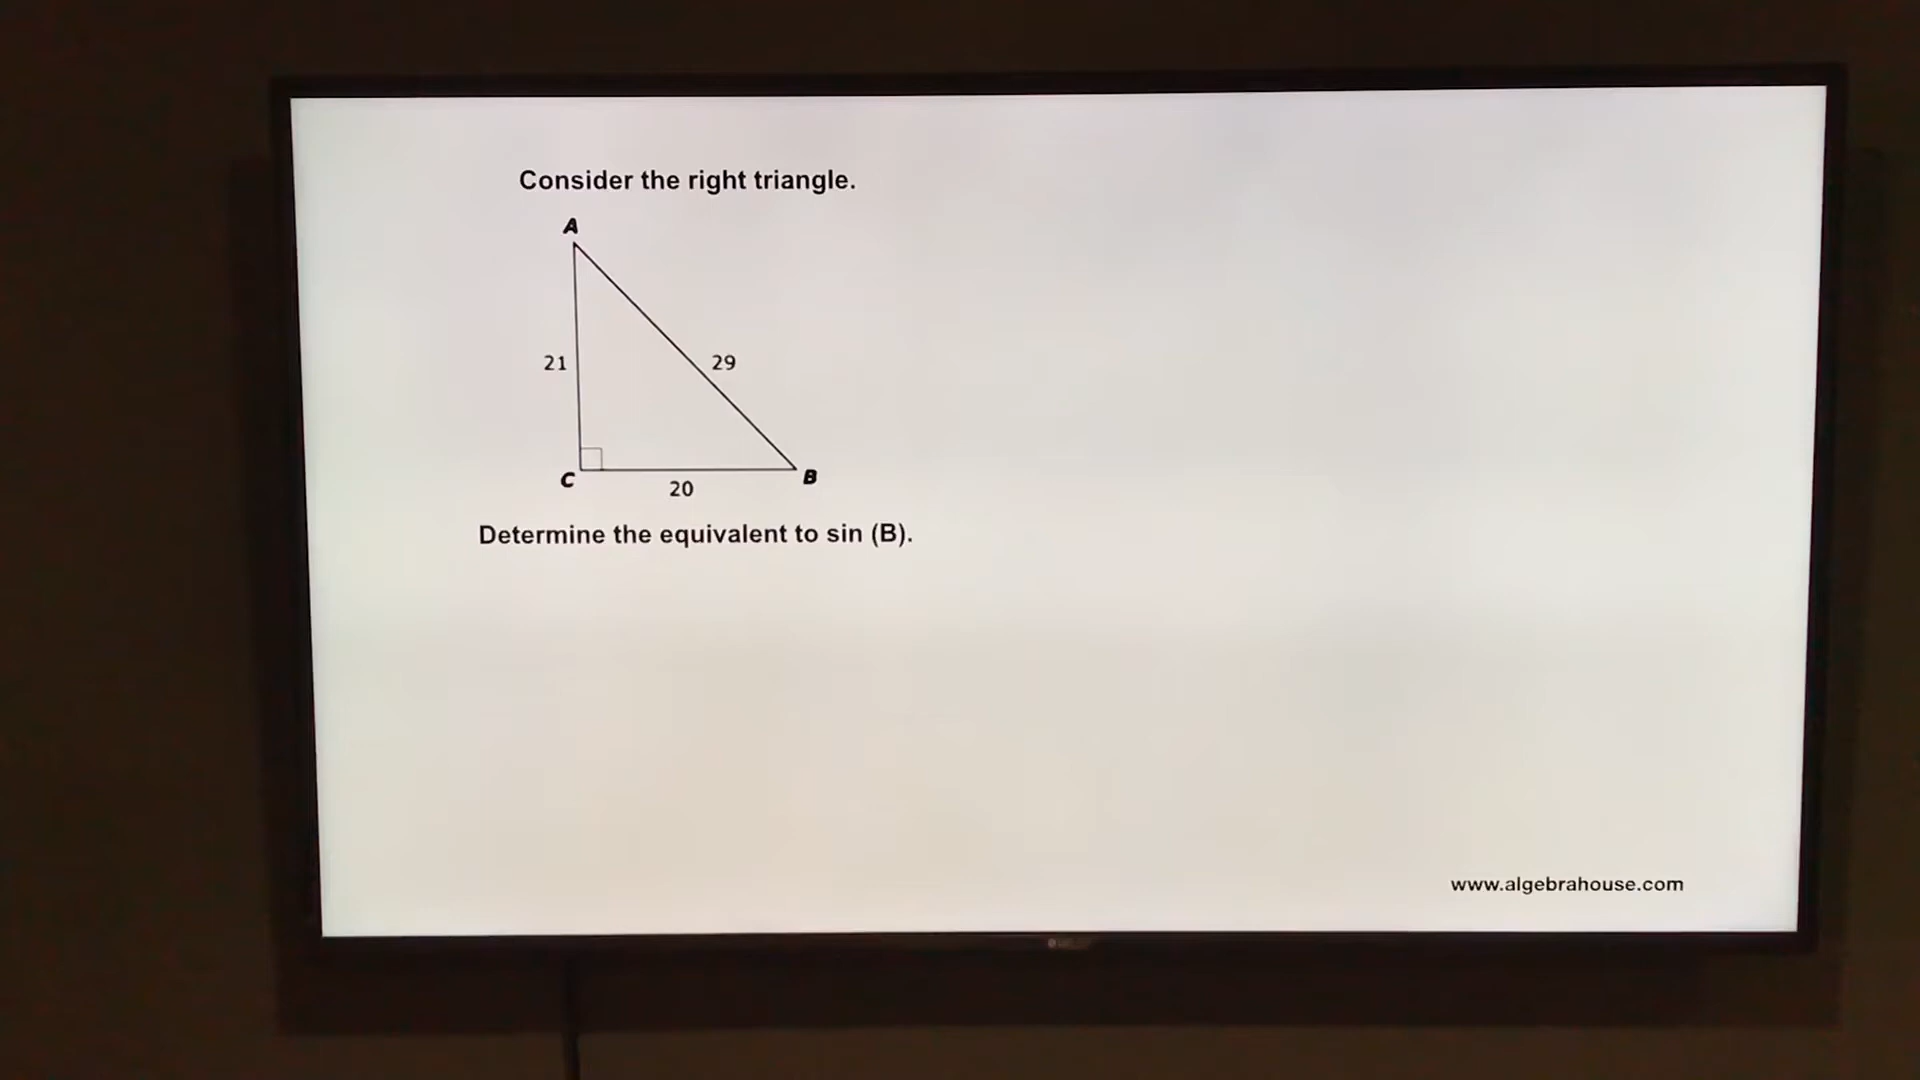 Consider the right triangle.
A
21
29
C
B
20
Determine the equivalent to sin (B).
www.algebrahouse.com